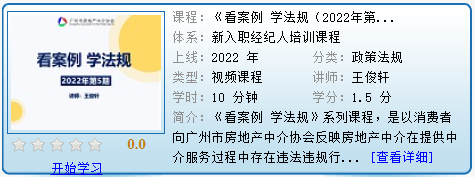 广州市房地产中介协会
看案例 学法规
2022年第5期
讲师：王俊轩
0.0
开始学习
课程：《看案例 学法规（2022年第...
体系：新入职经纪人培训课程
上线：2022 年 分类：政策法规
类型：视频课程 讲师：王俊轩
学时：10 分钟 学分：1.5 分
简介：《看案例 学法规》系列课程，是以消费者
向广州市房地产中介协会反映房地产中介在提供中
介服务过程中存在违法违规行... [查看详细]